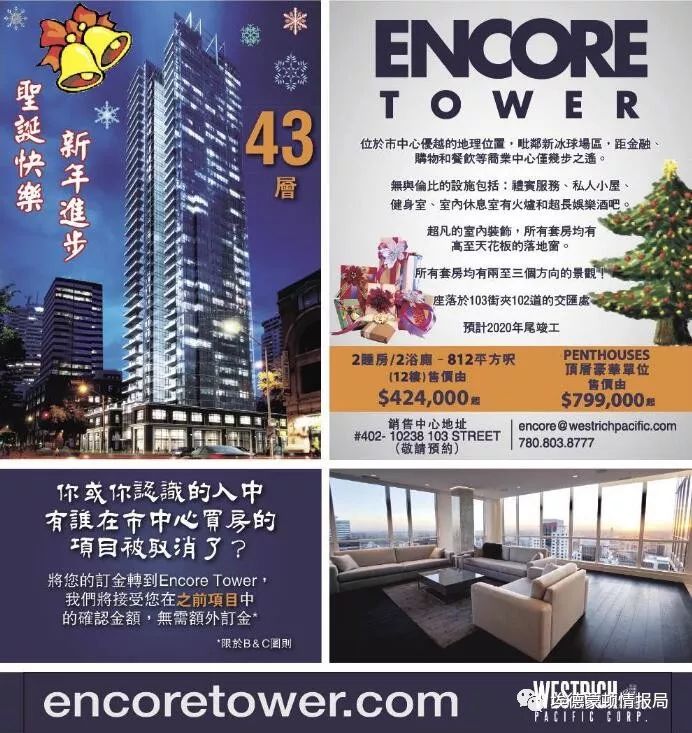 聖誕快樂
新年進步
43
層
ENCORE
TOWER
位於市中心優越的地理位置，毗鄰新冰球場區，距金融、
購物和餐飲等商業中心僅幾步之遙。
無與倫比的設施包括：禮賓服務、私人小屋、
健身室、室內休息室有火爐和超長娛樂酒吧。
超凡的室內裝飾，所有套房均有
高至天花板的落地窗。
所有套房均有兩至三個方向的景觀！
座落於103街夾102道的交匯處
預計2020年尾竣工
2睡房/2浴廁 - 812平方呎
(12樓)售價由
$424,000起
PENTHOUSES
頂層豪華單位
售價由
$799,000起
銷售中心地址
#402- 10238 103 STREET
（敬請預約）
encore@westrichpacific.com
780.803.8777
你或你認識的人中
有誰在市中心買房的
項目被取消了？
將您的訂金轉到Encore Tower，
我們將接受您在之前項目中
的確認金額，無需額外訂金*
*限於B&C圖則
encoretower.com
WESTRICH
PACIFIC CORP.
埃德蒙頓情报局